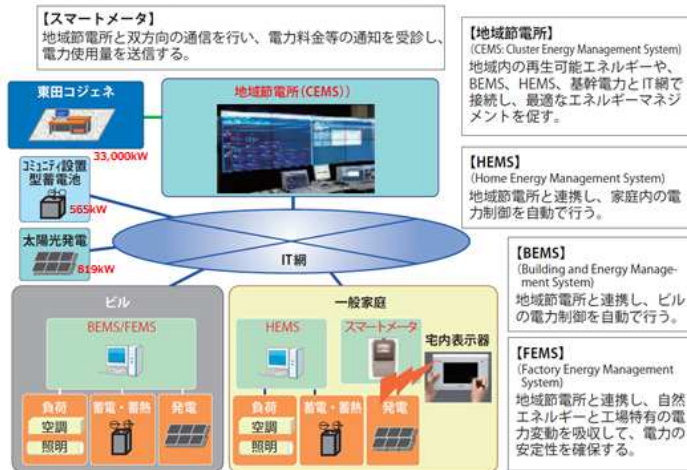 【スマートメータ】
地域節電所と双方向の通信を行い、電力料金等の通知を受診し、
電力使用量を送信する。
【地域節電所】
(CEMS: Cluster Energy Management System)
地域内の再生可能エネルギーや、
BEMS、HEMS、基幹電力とIT網で
接続し、最適なエネルギーマネジ
メントを促す。
東田コジェネ
33,000kW
地域節電所(CEMS))
コミュニティ設置
型蓄電池
565kW
太陽光発電
819kW
IT網
【HEMS】
(Home Energy Management System)
地域節電所と連携し、家庭内の電
力制御を自動で行う。
【BEMS】
(Building and Energy Manage-
ment System)
地域節電所と連携し、ビル
の電力制御を自動で行う。
【FEMS】
(Factory Energy Management
System)
地域節電所と連携し、自然
エネルギーと工場特有の電
力変動を吸収して、電力の
安定性を確保する。
ビル
BEMS/FEMS
負荷
空調
照明
蓄電・蓄熱
発電
一般家庭
HEMS
スマートメータ
宅内表示器
負荷
空調
照明
蓄電・蓄熱
発電